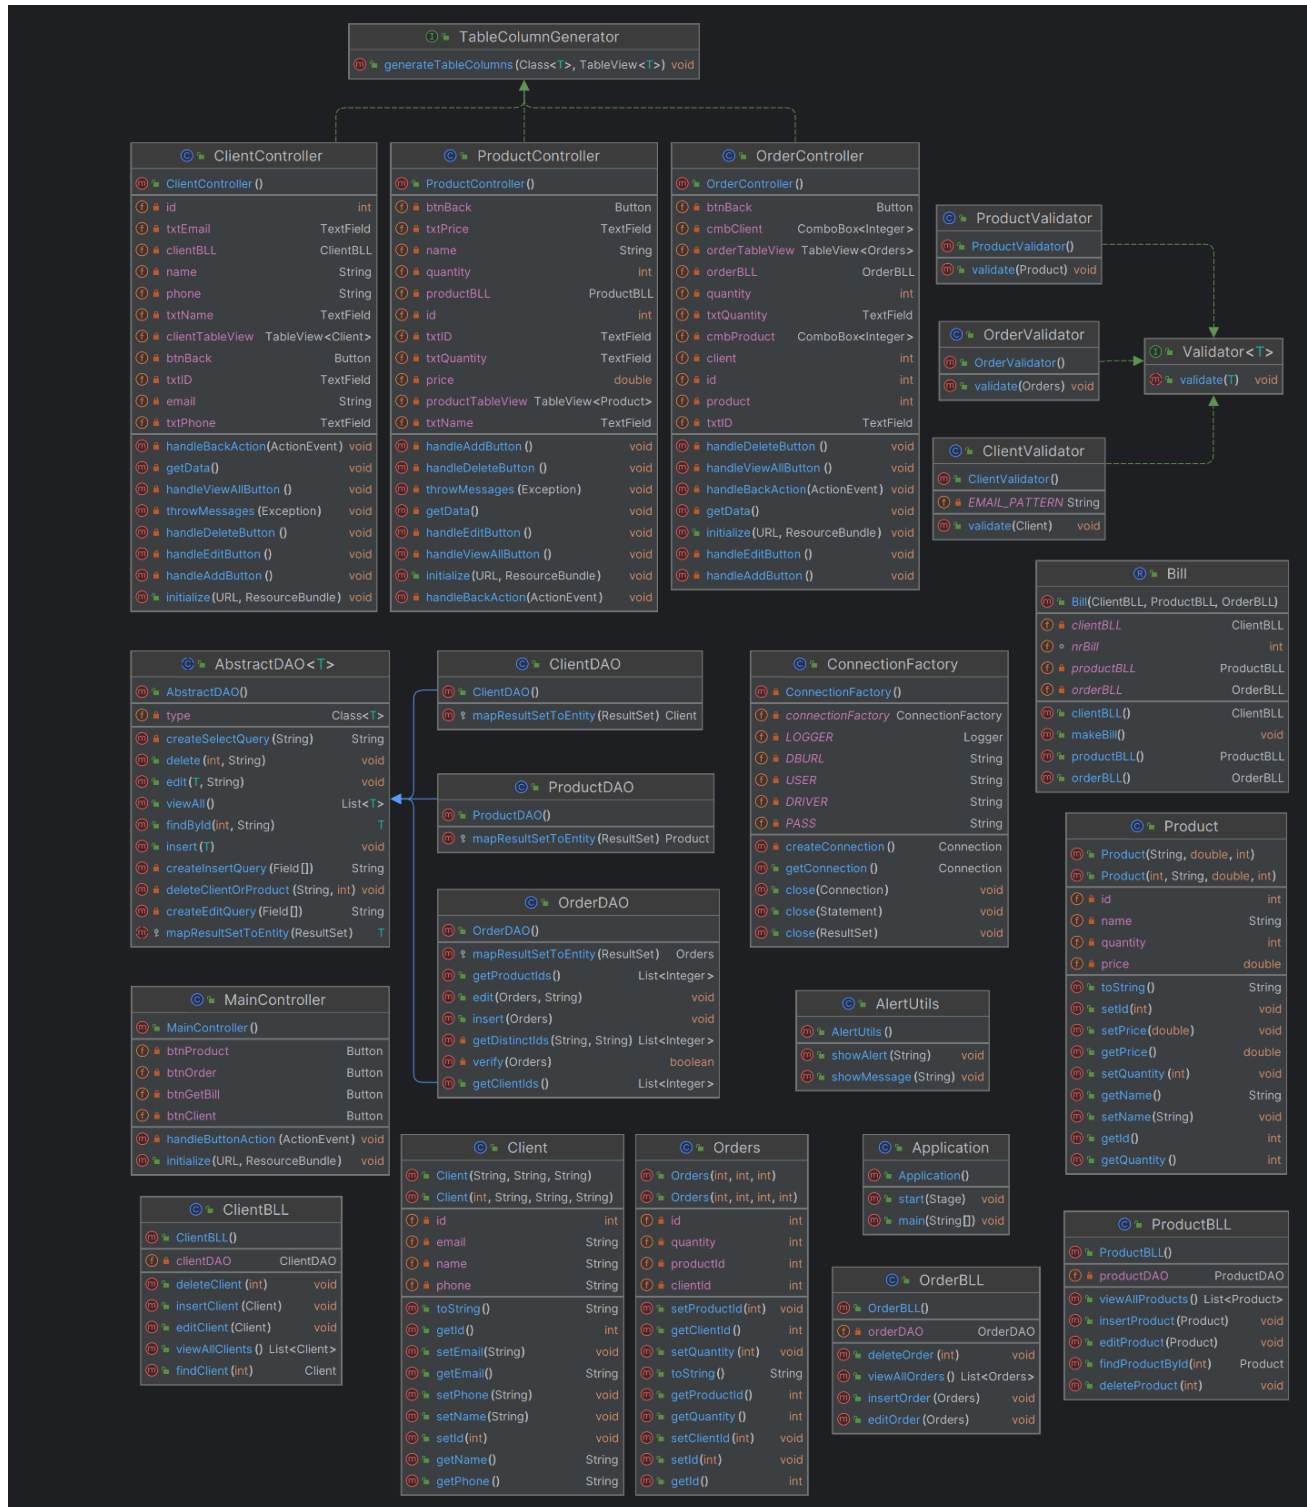 TableColumnGenerator
generateTableColumns(Class<T>, TableView<T>) void
ClientController
ClientController()
id int
txtEmail TextField
clientBLL ClientBLL
name String
phone String
txtName TextField
clientTableView TableView<Client>
btnBack Button
txtID TextField
email String
txtPhone TextField
handleBackAction(ActionEvent) void
getData() void
handleViewAllButton() void
throwMessages(Exception) void
handleDeleteButton() void
handleEditButton() void
handleAddButton() void
initialize(URL, ResourceBundle) void
ProductController
ProductController()
btnBack Button
txtPrice TextField
name String
quantity int
productBLL ProductBLL
id int
txtID TextField
txtQuantity TextField
price double
productTableView TableView<Product>
txtName TextField
handleAddButton() void
handleDeleteButton() void
throwMessages(Exception) void
getData() void
handleEditButton() void
handleViewAllButton() void
initialize(URL, ResourceBundle) void
handleBackAction(ActionEvent) void
OrderController
OrderController()
btnBack Button
cmbClient ComboBox<Integer>
orderTableView TableView<Orders>
orderBLL OrderBLL
quantity int
txtQuantity TextField
cmbProduct ComboBox<Integer>
client int
id int
product int
txtID TextField
handleDeleteButton() void
handleViewAllButton() void
handleBackAction(ActionEvent) void
getData() void
initialize(URL, ResourceBundle) void
handleEditButton() void
handleAddButton() void
ProductValidator
ProductValidator()
validate(Product) void
OrderValidator
OrderValidator()
validate(Orders) void
Validator<T>
validate(T) void
ClientValidator
ClientValidator()
EMAIL_PATTERN String
validate(Client) void
Bill
Bill(ClientBLL, ProductBLL, OrderBLL)
clientBLL ClientBLL
nrBill int
productBLL ProductBLL
orderBLL OrderBLL
clientBLL() ClientBLL
makeBill() void
productBLL() ProductBLL
orderBLL() OrderBLL
AbstractDAO<T>
AbstractDAO()
type Class<T>
createSelectQuery(String) String
delete(int, String) void
edit(T, String) void
viewAll() List<T>
findById(int, String) T
insert(T) void
createInsertQuery(Field[]) String
deleteClientOrProduct(String, int) void
createEditQuery(Field[]) String
mapResultSetToEntity(ResultSet) T
ClientDAO
ClientDAO()
mapResultSetToEntity(ResultSet) Client
ProductDAO
ProductDAO()
mapResultSetToEntity(ResultSet) Product
OrderDAO
OrderDAO()
mapResultSetToEntity(ResultSet) Orders
getProductIds() List<Integer>
edit(Orders, String) void
insert(Orders) void
getDistinctIds(String, String) List<Integer>
verify(Orders) boolean
getClientIds() List<Integer>
ConnectionFactory
ConnectionFactory()
connectionFactory ConnectionFactory
LOGGER Logger
DBURL String
USER String
DRIVER String
PASS String
createConnection() Connection
getConnection() Connection
close(Connection) void
close(Statement) void
close(ResultSet) void
Product
Product(String, double, int)
Product(int, String, double, int)
id int
name String
quantity int
price double
toString() String
setId(int) void
setPrice(double) void
getPrice() double
setQuantity(int) void
getName() String
setName(String) void
getId() int
getQuantity() int
MainController
MainController()
btnProduct Button
btnOrder Button
btnGetBill Button
btnClient Button
handleButtonAction(ActionEvent) void
initialize(URL, ResourceBundle) void
AlertUtils
AlertUtils()
showAlert(String) void
showMessage(String) void
ClientBLL
ClientBLL()
clientDAO ClientDAO
deleteClient(int) void
insertClient(Client) void
editClient(Client) void
viewAllClients() List<Client>
findClient(int) Client
Client
Client(String, String, String)
Client(int, String, String, String)
id int
email String
name String
phone String
toString() String
getId() int
setEmail(String) void
getEmail() String
setPhone(String) void
setName(String) void
setId(int) void
getName() String
getPhone() String
Orders
Orders(int, int, int)
Orders(int, int, int, int)
id int
quantity int
productId int
clientId int
setProductId(int) void
getClientId() int
setQuantity(int) void
toString() String
getProductId() int
getQuantity() int
setClientId(int) void
setId(int) void
getId() int
Application
Application()
start(Stage) void
main(String[]) void
OrderBLL
OrderBLL()
orderDAO OrderDAO
deleteOrder(int) void
viewAllOrders() List<Orders>
insertOrder(Orders) void
editOrder(Orders) void
ProductBLL
ProductBLL()
productDAO ProductDAO
viewAllProducts() List<Product>
insertProduct(Product) void
editProduct(Product) void
findProductById(int) Product
deleteProduct(int) void